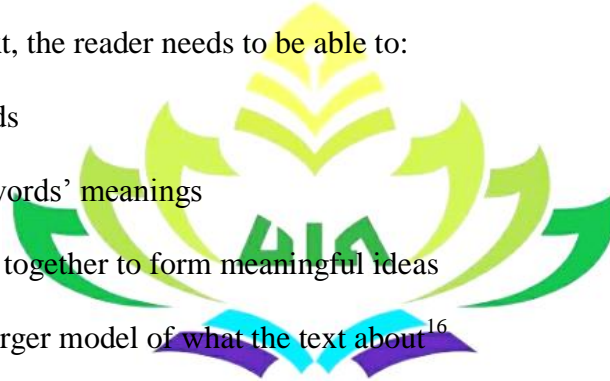 t, the reader needs to be able to:
ds
words' meanings
together to form meaningful ideas
rger model of what the text about16